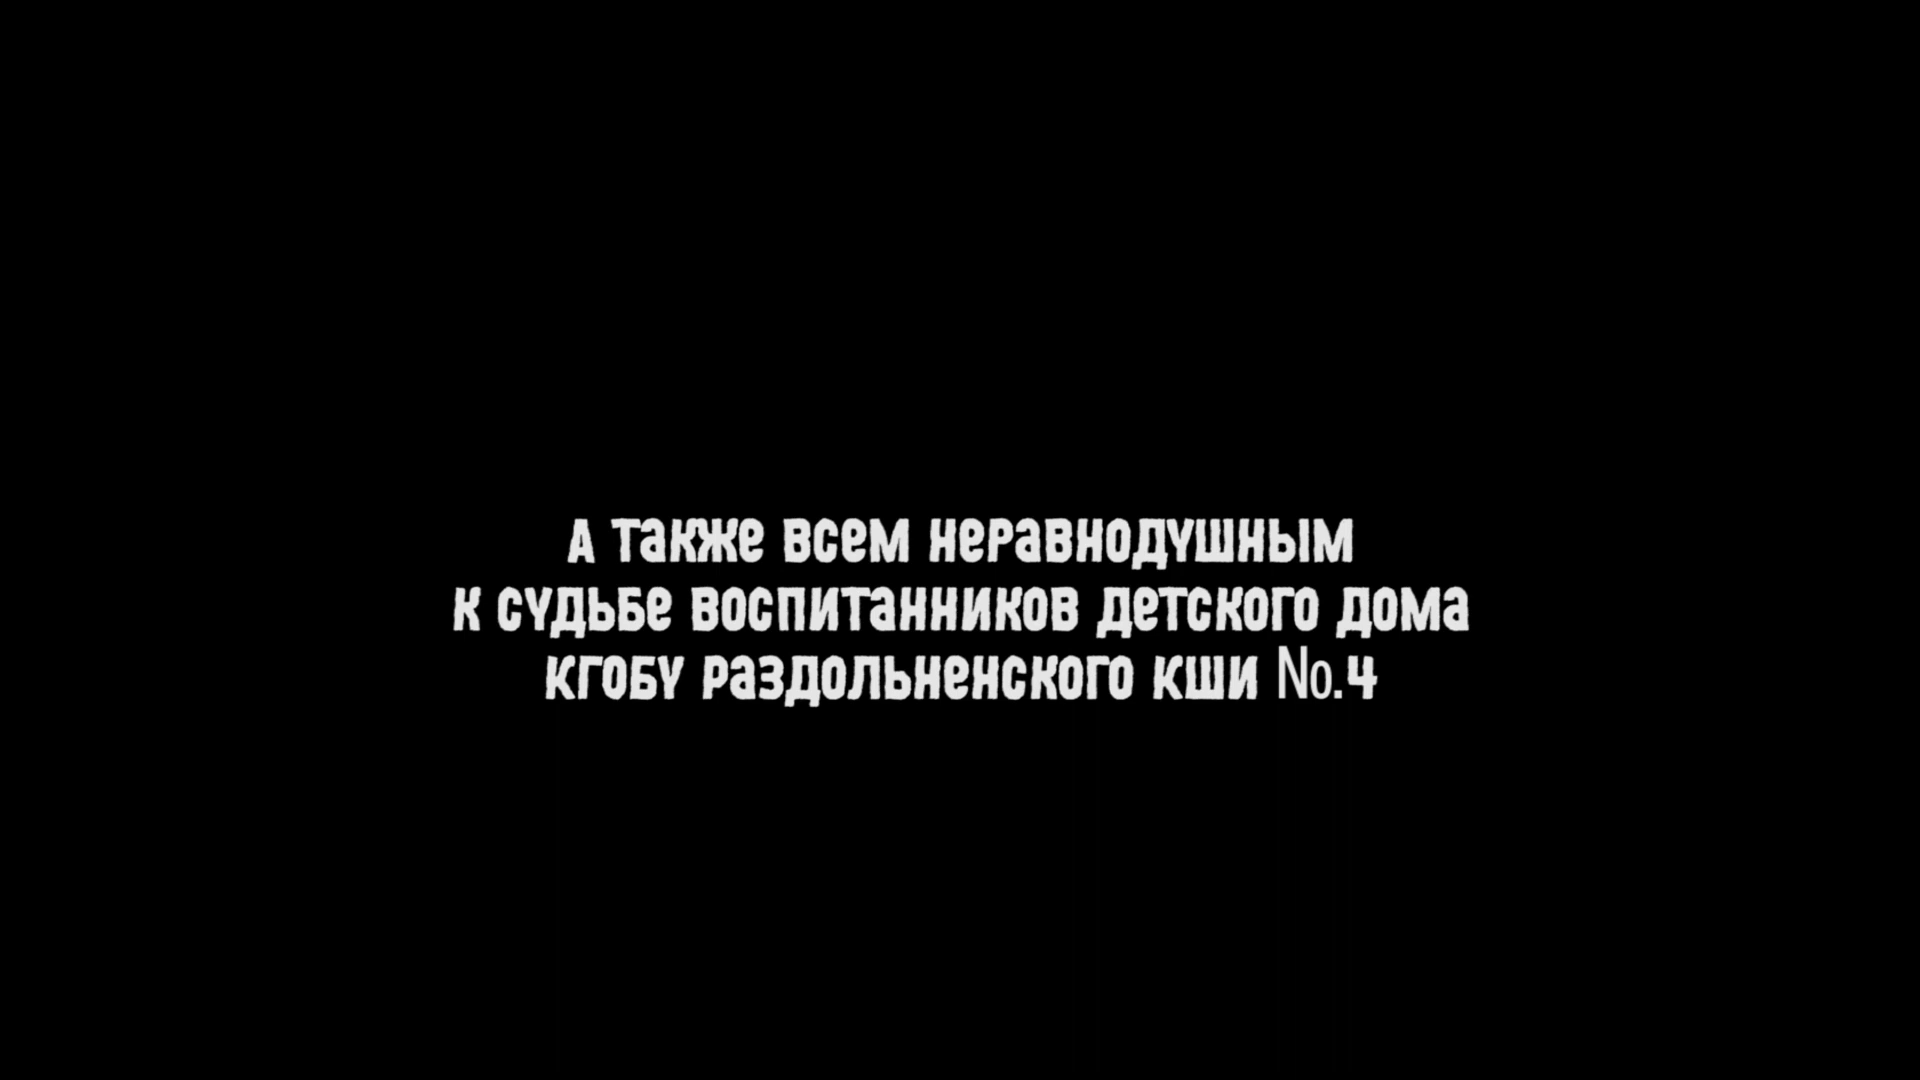 А также всем неравнодушным
к судьбе воспитанников детского дома
КГОБУ Раздольненского КШИ No.4